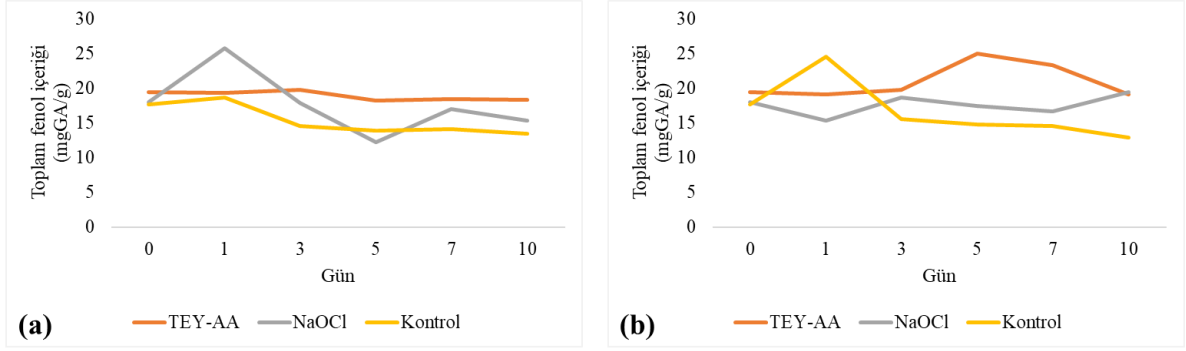 Toplam fenol içeriği
(mgGA/g)
30
25
20
15
10
5
0
0 1 3 5 7 10
Gün
(a)
TEY-AA NaOCl Kontrol
Toplam fenol içeriği
(mgGA/g)
30
25
20
15
10
5
0
0 1 3 5 7 10
Gün
(b)
TEY-AA NaOCl Kontrol